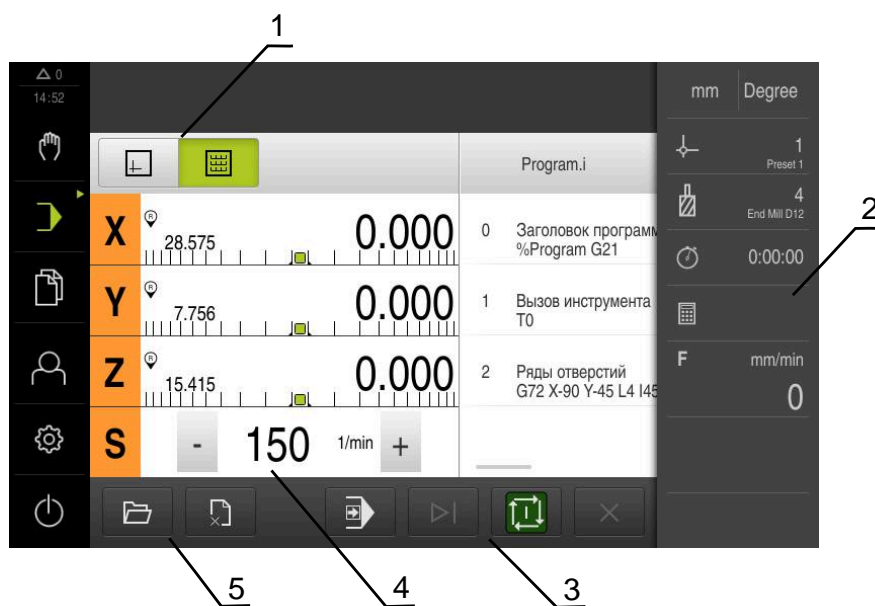 1
0
14:52
mm Degree
1
Preset 1
Program.i
4
End Mill D12
2
X R 28.575 0.000
0 Заголовок программ
%Program G21
0:00:00
Y R 7.756 0.000
1 Вызов инструмента
T0
Z R 15.415 0.000
2 Ряды отверстий
G72 X-90 Y-45 L4 I45
F mm/min
0
S - 150 1/min +
5
4
3